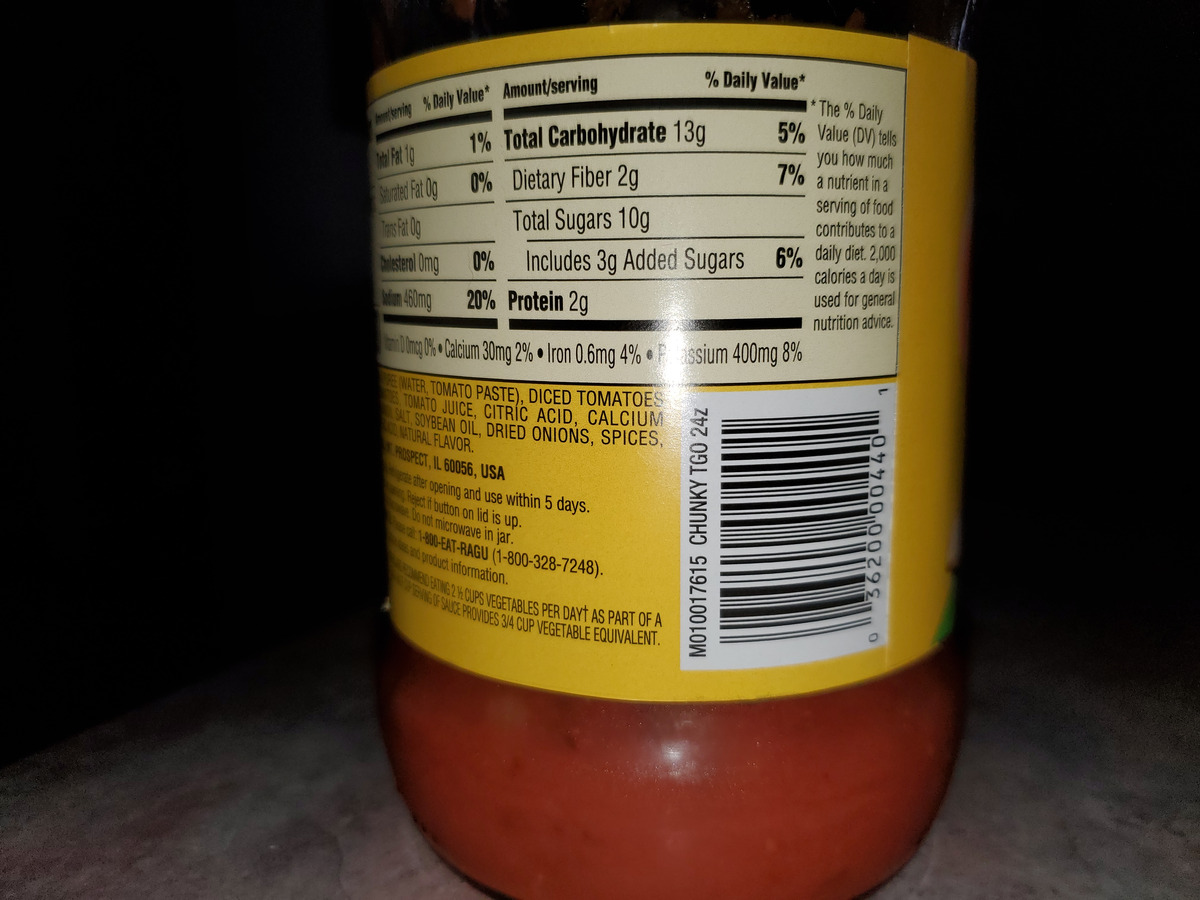 % Daily Value*
Total Fat 1g 1%
Saturated Fat 0g 0%
Trans Fat 0g
Cholesterol 0mg 0%
Sodium 460mg 20%
Amount/serving % Daily Value*
Total Carbohydrate 13g 5%
Dietary Fiber 2g 7%
Total Sugars 10g
Includes 3g Added Sugars 6%
Protein 2g
0mcg 0% • Calcium 30mg 2% • Iron 0.6mg 4% • Potassium 400mg 8%
* The % Daily
Value (DV) tells
you how much
a nutrient in a
serving of food
contributes to a
daily diet. 2,000
calories a day is
used for general
nutrition advice.
(WATER, TOMATO PASTE), DICED TOMATOES
TOMATO JUICE, CITRIC ACID, CALCIUM
SALT, SOYBEAN OIL, DRIED ONIONS, SPICES,
NATURAL FLAVOR.
PROSPECT, IL 60056, USA
after opening and use within 5 days.
Reject if button on lid is up.
Do not microwave in jar.
call: 1-800-EAT-RAGU (1-800-328-7248).
and product information.
EATING 2 ½ CUPS VEGETABLES PER DAY† AS PART OF A
SERVING OF SAUCE PROVIDES 3/4 CUP VEGETABLE EQUIVALENT.
M010017615 CHUNKY TGO 24z
0 36200 00440 1